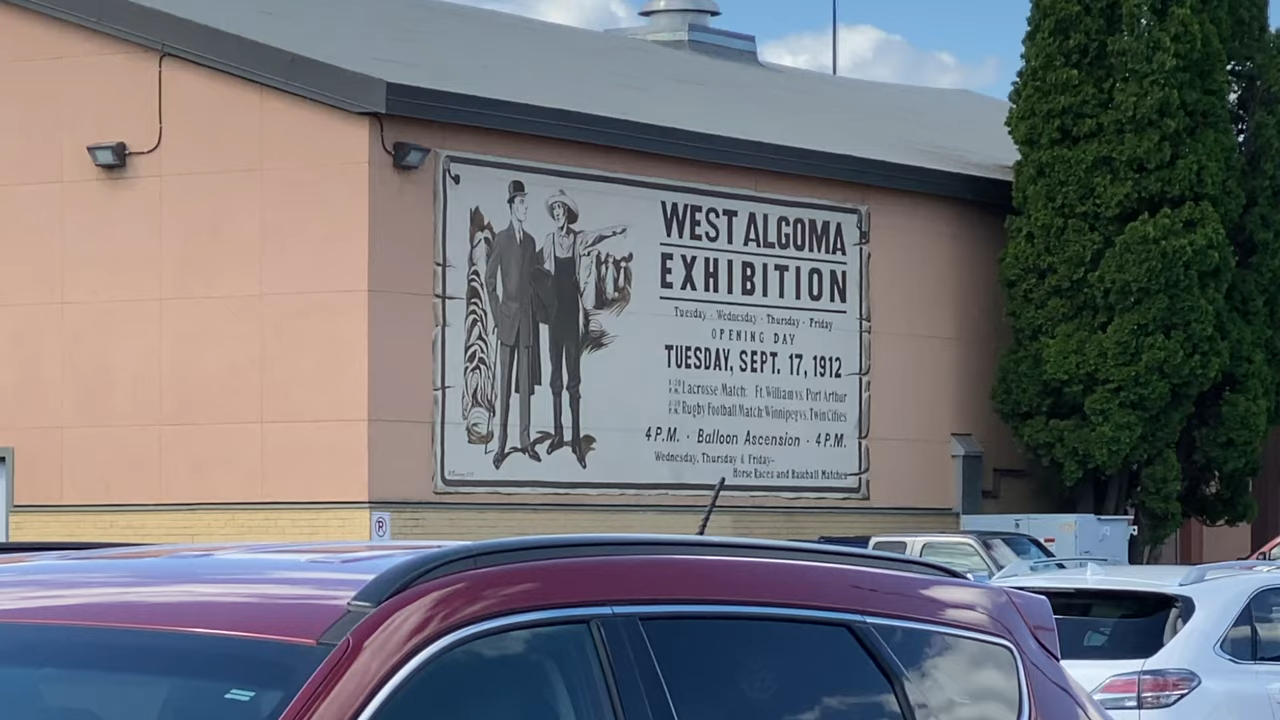 WEST ALGOMA
EXHIBITION
Tuesday - Wednesday - Thursday - Friday
OPENING DAY
TUESDAY, SEPT. 17, 1912
P.M. Lacrosse Match: Ft. William vs. Port Arthur
P.M. Rugby Football Match: Winnipeg vs. Twin Cities
4 P.M. - Balloon Ascension - 4 P.M.
Wednesday, Thursday & Friday-
Horse Races and Baseball Matches
P